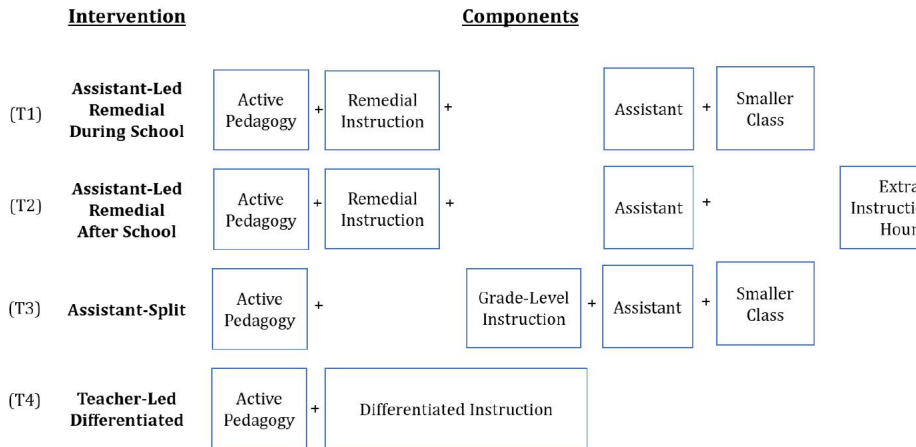 Intervention Components
(T1) Assistant-Led Remedial During School Active Pedagogy + Remedial Instruction + Assistant + Smaller Class
(T2) Assistant-Led Remedial After School Active Pedagogy + Remedial Instruction + Assistant + Extra Instructio Hour
(T3) Assistant-Split Active Pedagogy + Grade-Level Instruction + Assistant + Smaller Class
(T4) Teacher-Led Differentiated Active Pedagogy + Differentiated Instruction